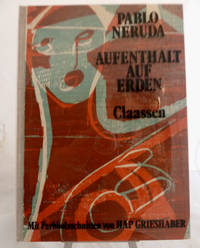 PABLO
NERUDA
AUFENTHALT
AUF
ERDEN
Claassen
Mit Farbholzschnitten von HAP GRIESHABER